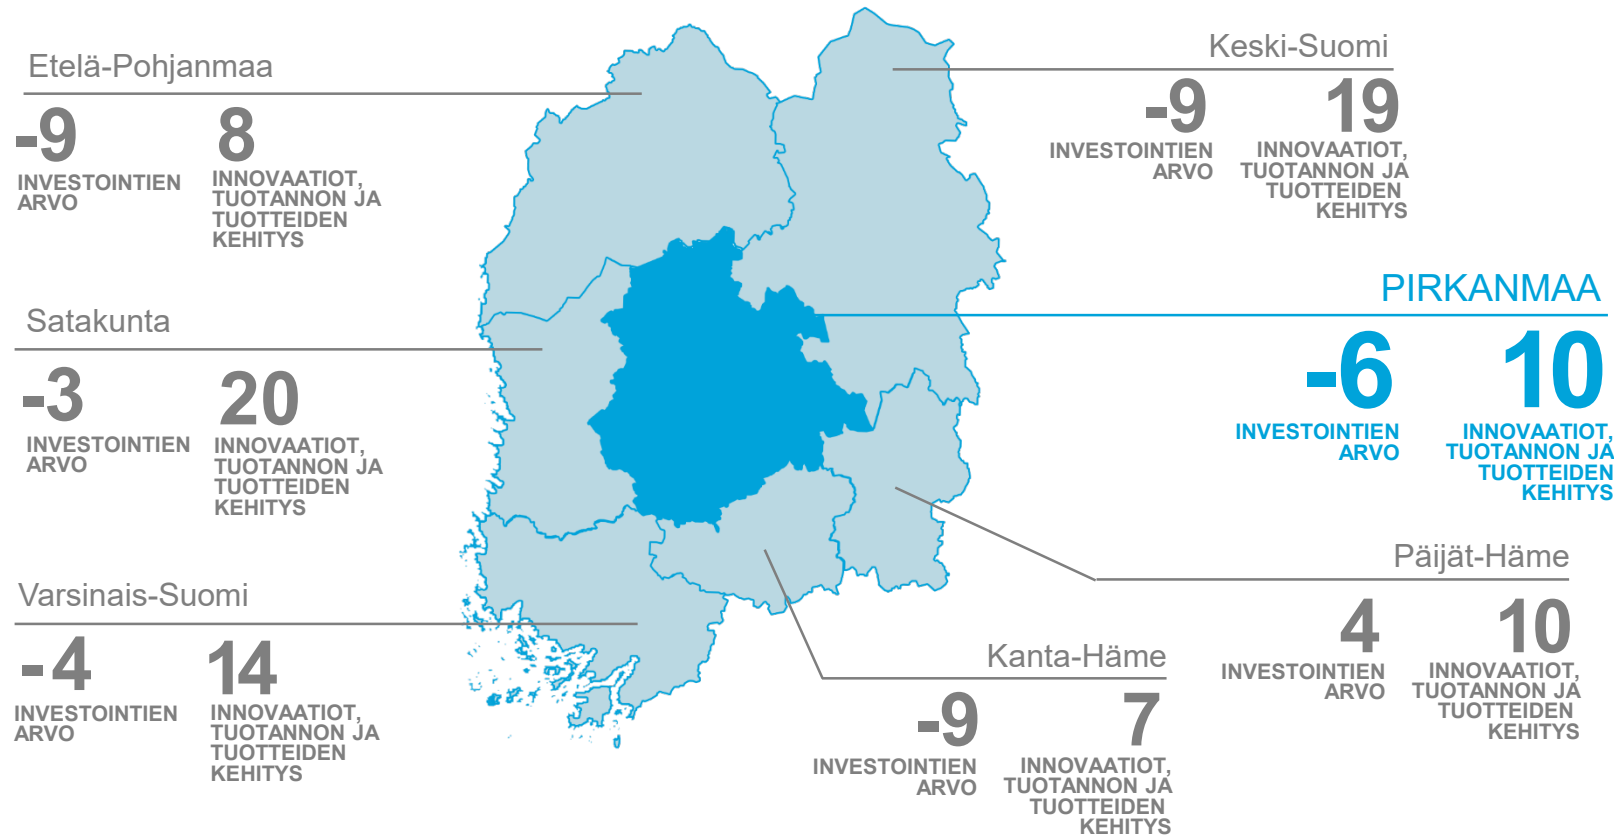 Etelä-Pohjanmaa
-9 8
INVESTOINTIEN
ARVO
INNOVAATIOT,
TUOTANNON JA
TUOTTEIDEN
KEHITYS
Keski-Suomi
-9 19
INVESTOINTIEN
ARVO
INNOVAATIOT,
TUOTANNON JA
TUOTTEIDEN
KEHITYS
Satakunta
-3 20
INVESTOINTIEN
ARVO
INNOVAATIOT,
TUOTANNON JA
TUOTTEIDEN
KEHITYS
PIRKANMAA
-6 10
INVESTOINTIEN
ARVO
INNOVAATIOT,
TUOTANNON JA
TUOTTEIDEN
KEHITYS
Varsinais-Suomi
-4 14
INVESTOINTIEN
ARVO
INNOVAATIOT,
TUOTANNON JA
TUOTTEIDEN
KEHITYS
Kanta-Häme
-9 7
INVESTOINTIEN
ARVO
INNOVAATIOT,
TUOTANNON JA
TUOTTEIDEN
KEHITYS
Päijät-Häme
4 10
INVESTOINTIEN
ARVO
INNOVAATIOT,
TUOTANNON JA
TUOTTEIDEN
KEHITYS